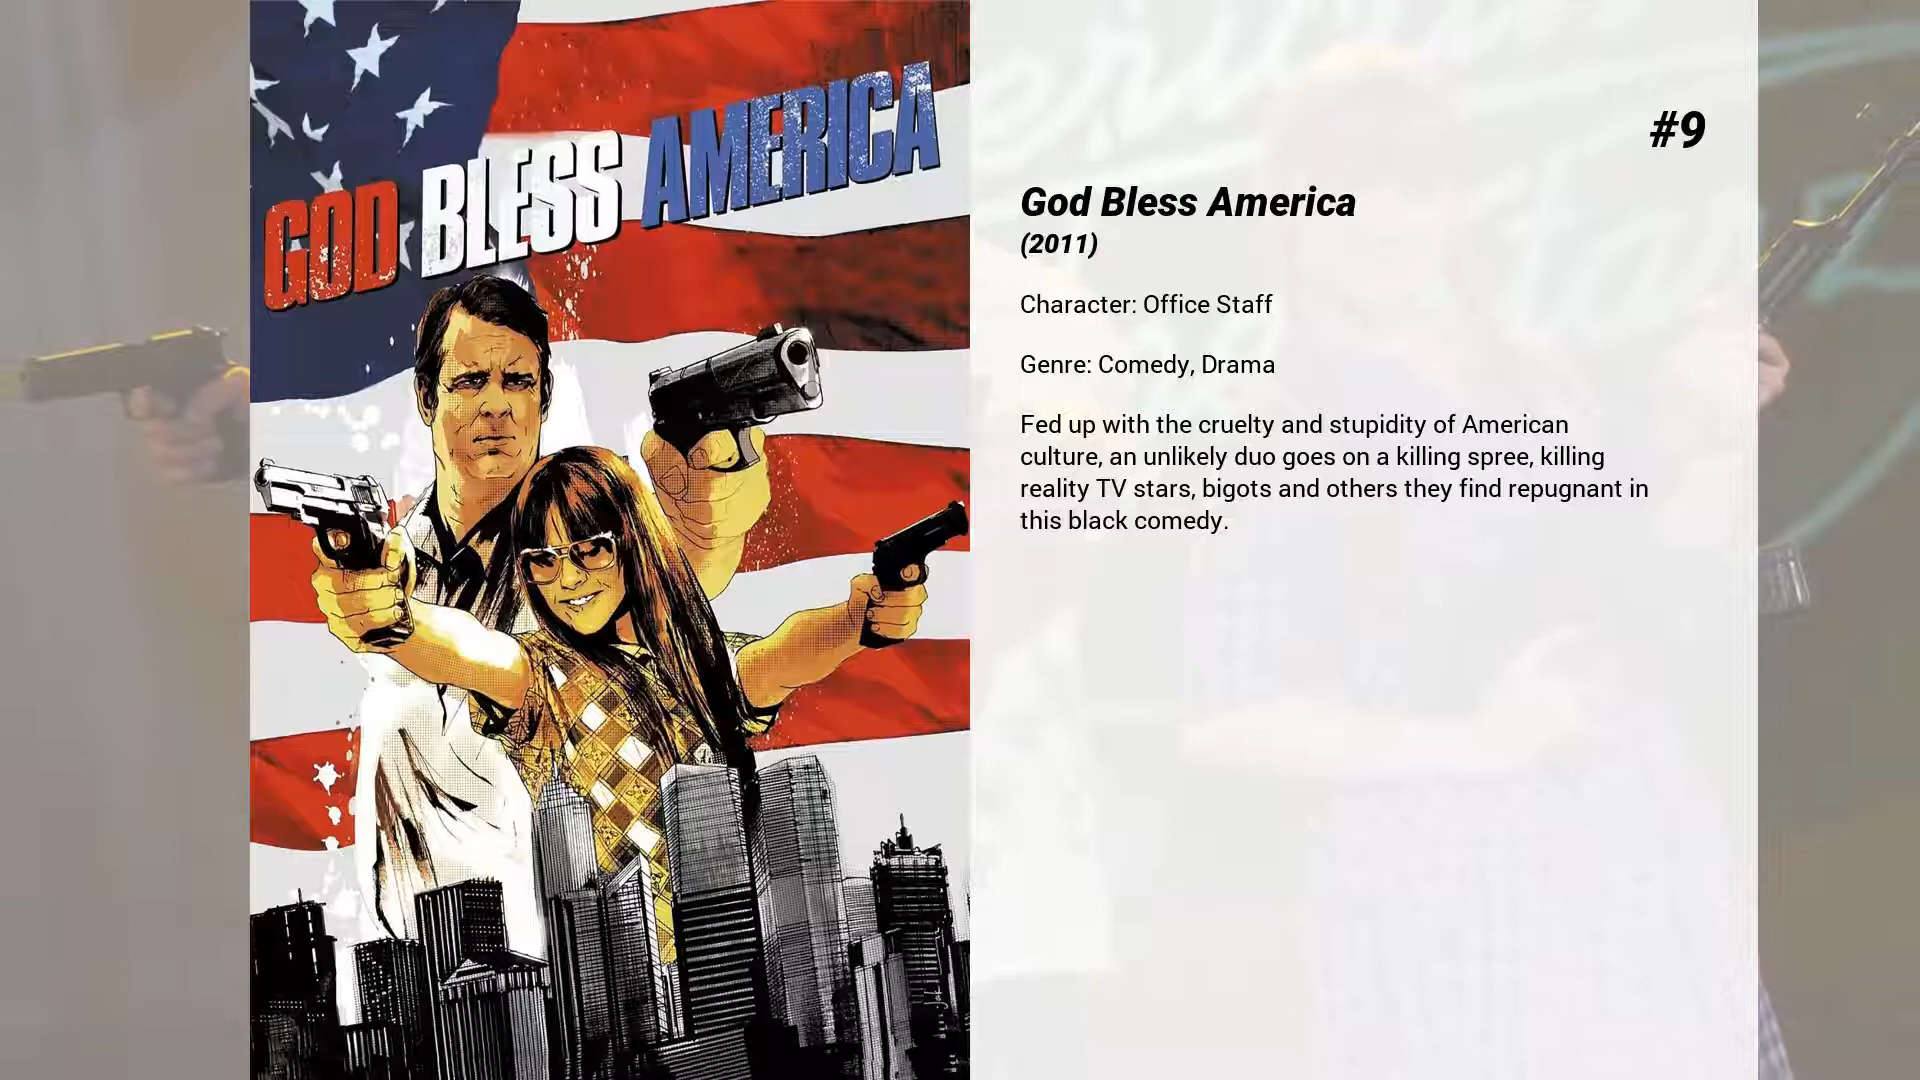 GOD BLESS AMERICA
#9
God Bless America
(2011)
Character: Office Staff
Genre: Comedy, Drama
Fed up with the cruelty and stupidity of American
culture, an unlikely duo goes on a killing spree, killing
reality TV stars, bigots and others they find repugnant in
this black comedy.